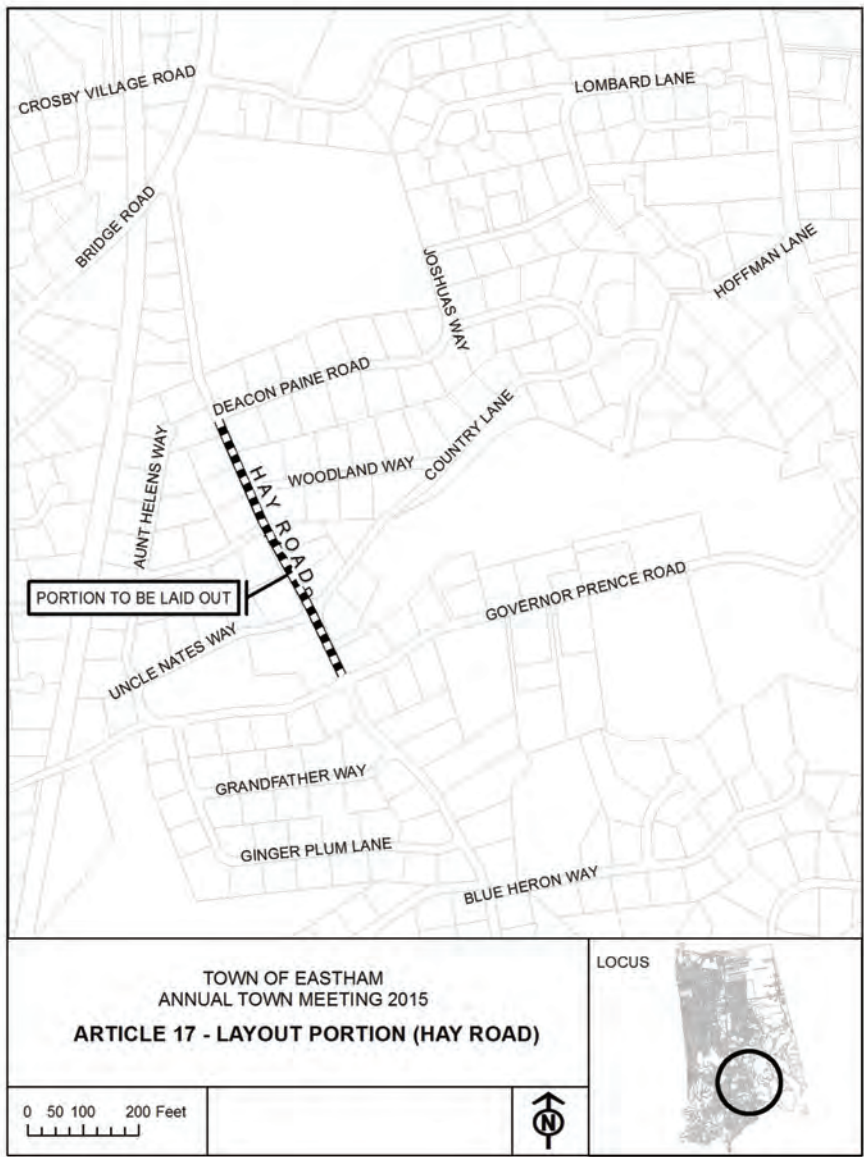 CROSBY VILLAGE ROAD
LOMBARD LANE
BRIDGE ROAD
JOSHUAS WAY
HOFFMAN LANE
DEACON PAINE ROAD
COUNTRY LANE
AUNT HELENS WAY
WOODLAND WAY
HAY ROAD
PORTION TO BE LAID OUT
GOVERNOR PRENCE ROAD
UNCLE NATES WAY
GRANDFATHER WAY
GINGER PLUM LANE
BLUE HERON WAY
TOWN OF EASTHAM
ANNUAL TOWN MEETING 2015
ARTICLE 17 - LAYOUT PORTION (HAY ROAD)
LOCUS
0 50 100 200 Feet
N